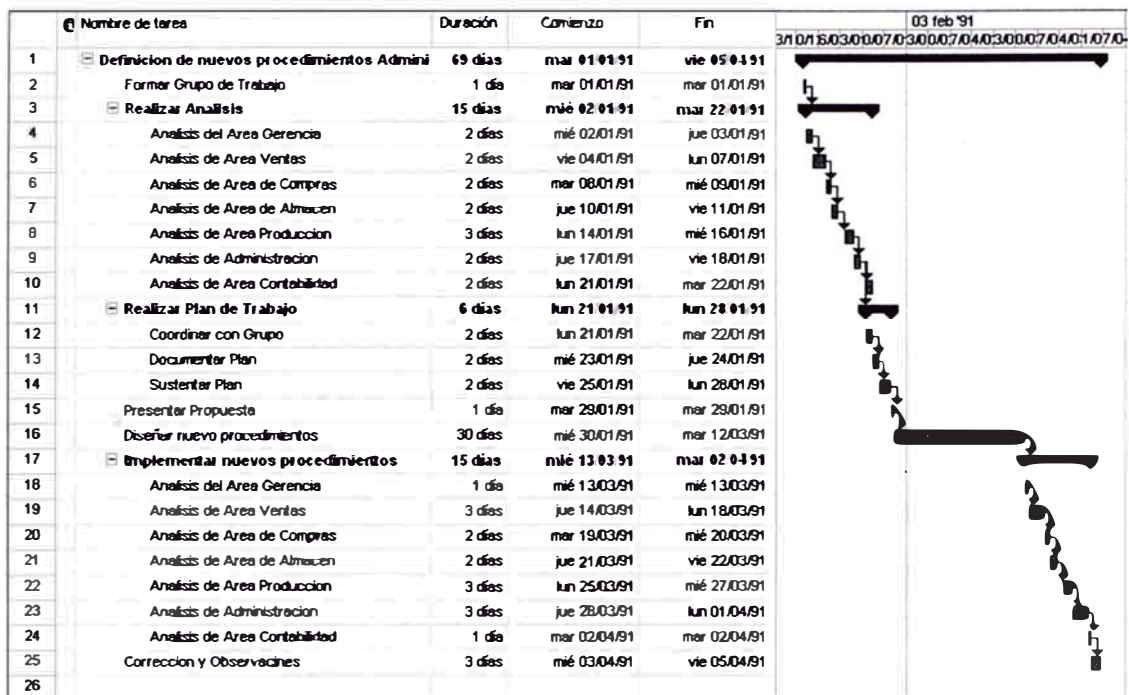 Nombre de tarea Duración Comienzo Fin 03 feb '91
1 Definicion de nuevos procedimientos Admini 69 días mar 01/01/91 vie 05/04/91
2 Formar Grupo de Trabajo 1 día mar 01/01/91 mar 01/01/91
3 Realizar Analisis 15 días mié 02/01/91 mar 22/01/91
4 Analisis del Area Gerencia 2 días mié 02/01/91 jue 03/01/91
5 Analisis de Area Ventas 2 días vie 04/01/91 lun 07/01/91
6 Analisis de Area de Compras 2 días mar 08/01/91 mié 09/01/91
7 Analisis de Area de Almacen 2 días jue 10/01/91 vie 11/01/91
8 Analisis de Area Produccion 3 días lun 14/01/91 mié 16/01/91
9 Analisis de Administracion 2 días jue 17/01/91 vie 18/01/91
10 Analisis de Area Contabilidad 2 días lun 21/01/91 mar 22/01/91
11 Realizar Plan de Trabajo 6 días lun 21/01/91 lun 28/01/91
12 Coordinar con Grupo 2 días lun 21/01/91 mar 22/01/91
13 Documentar Plan 2 días mié 23/01/91 jue 24/01/91
14 Sustentar Plan 2 días vie 25/01/91 lun 28/01/91
15 Presentar Propuesta 1 día mar 29/01/91 mar 29/01/91
16 Diseñar nuevo procedimientos 30 días mié 30/01/91 mar 12/03/91
17 Implementar nuevos procedimientos 15 días mié 13/03/91 mar 02/04/91
18 Analisis del Area Gerencia 1 día mié 13/03/91 mié 13/03/91
19 Analisis de Area Ventas 3 días jue 14/03/91 lun 18/03/91
20 Analisis de Area de Compras 2 días mar 19/03/91 mié 20/03/91
21 Analisis de Area de Almacen 2 días jue 21/03/91 vie 22/03/91
22 Analisis de Area Produccion 3 días lun 25/03/91 mié 27/03/91
23 Analisis de Administracion 3 días jue 28/03/91 lun 01/04/91
24 Analisis de Area Contabilidad 1 día mar 02/04/91 mar 02/04/91
25 Correccion y Observacines 3 días mié 03/04/91 vie 05/04/91
26